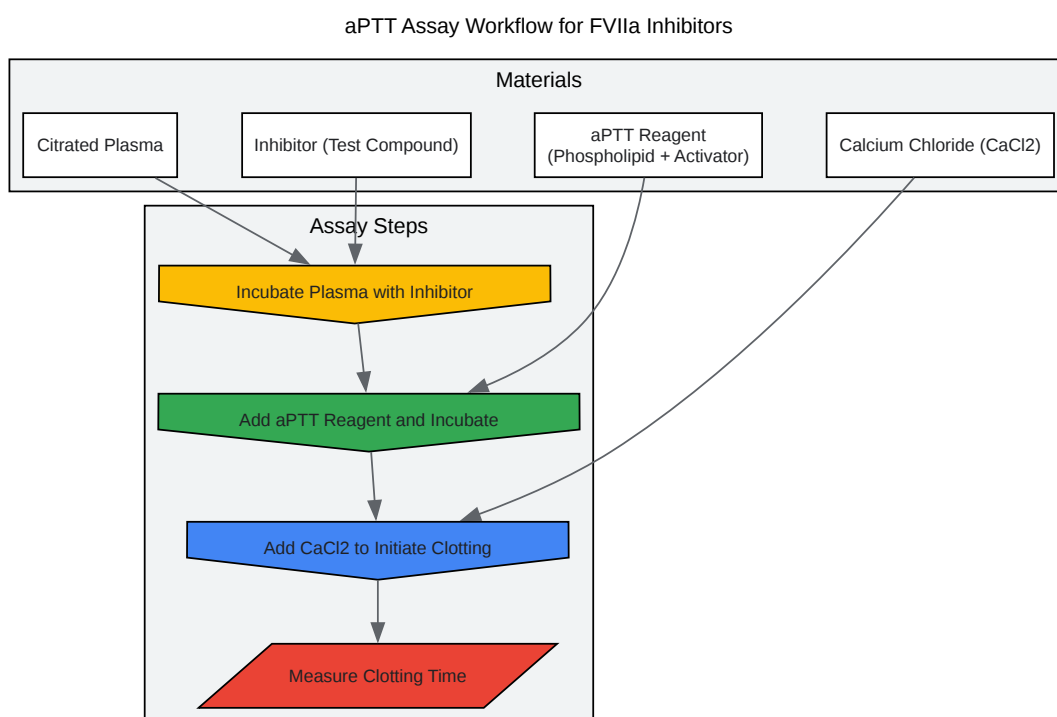 aPTT Assay Workflow for FVIIa Inhibitors
Materials
Citrated Plasma
Inhibitor (Test Compound)
aPTT Reagent
(Phospholipid + Activator)
Calcium Chloride (CaCl2)
Assay Steps
Incubate Plasma with Inhibitor
Add aPTT Reagent and Incubate
Add CaCl2 to Initiate Clotting
Measure Clotting Time